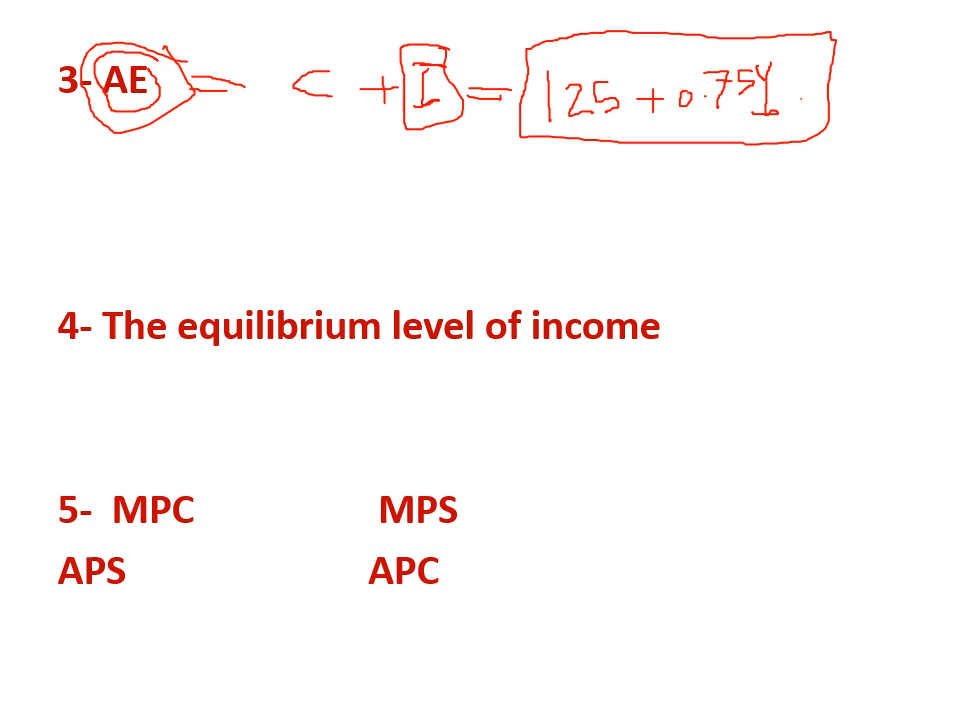 3- AE = C + I = 125 + 0.75Y
4- The equilibrium level of income
5- MPC MPS
APS APC